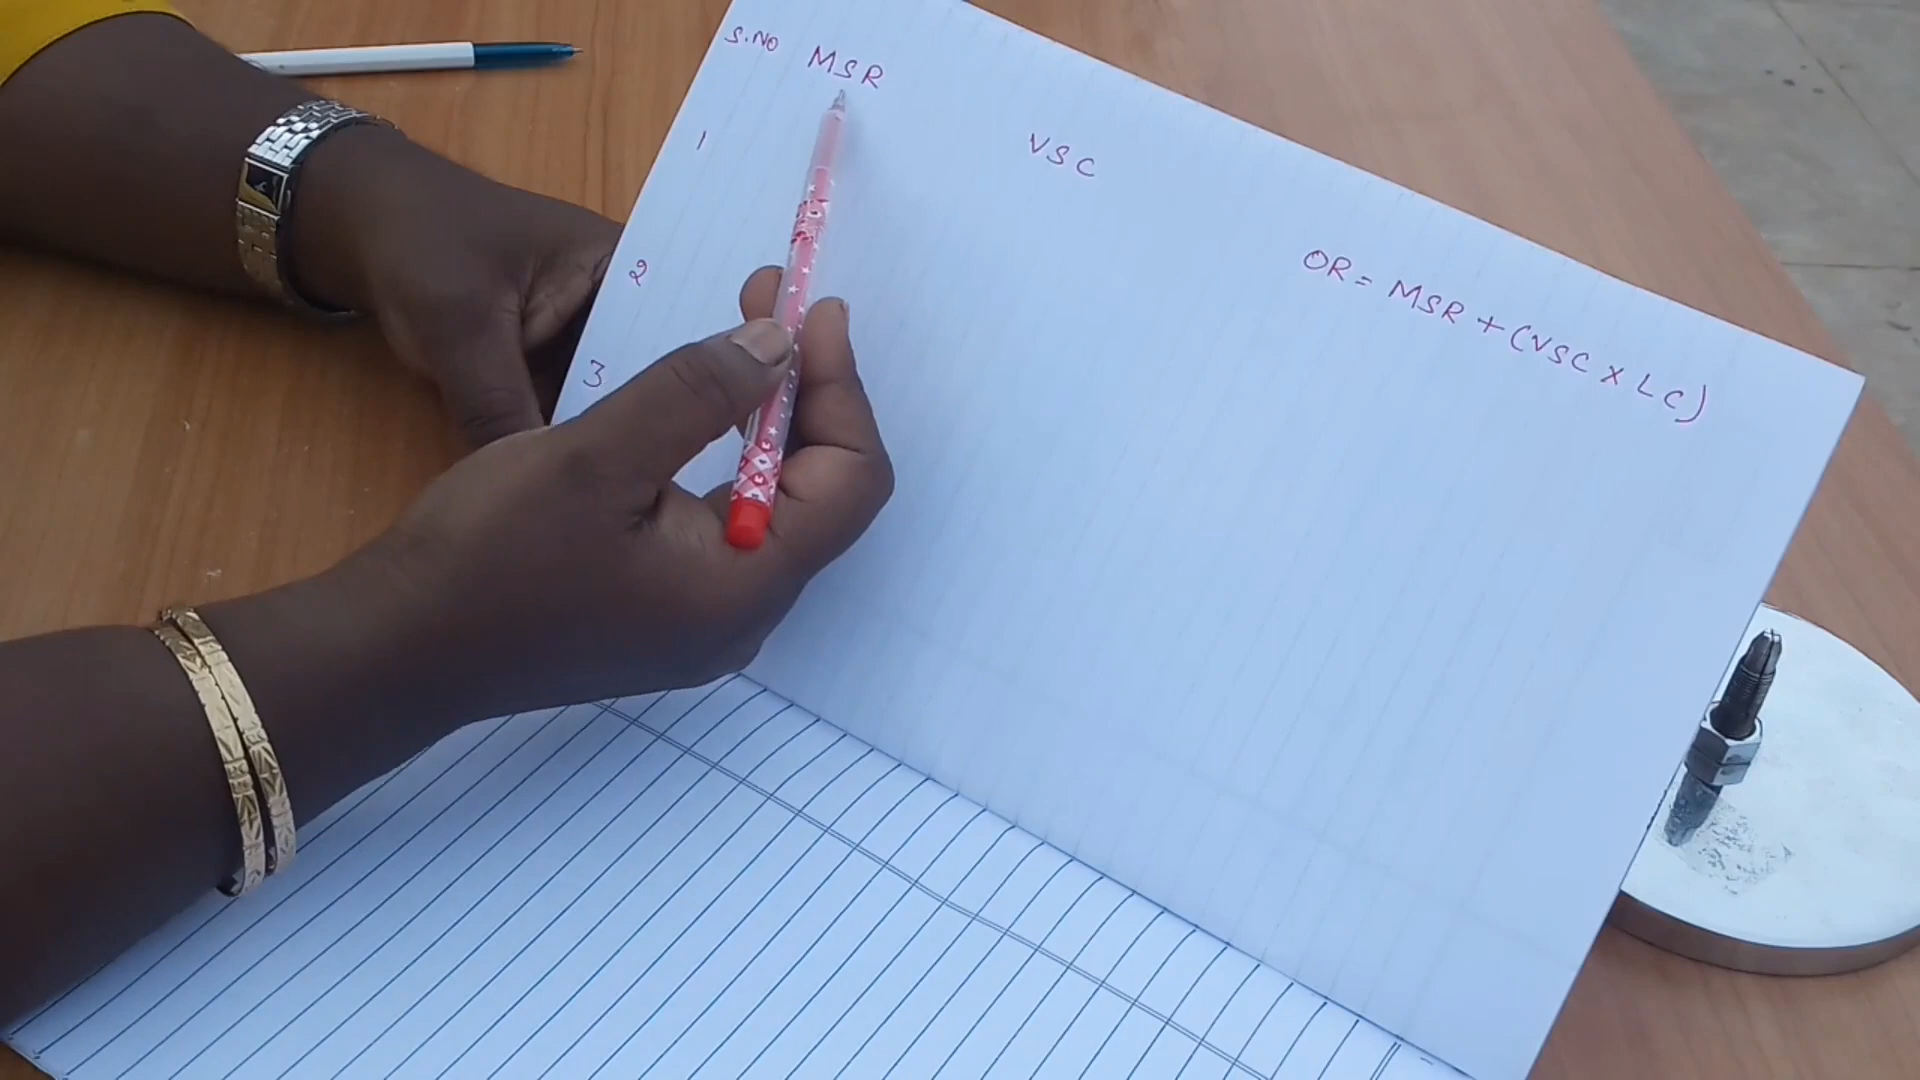 S.NO MSR VSC OR = MSR + (VSC X LC)
1
2
3